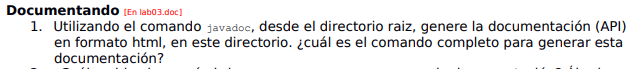 Documentando [En lab03.doc]
1. Utilizando el comando javadoc, desde el directorio raiz, genere la documentación (API)
en formato html, en este directorio. ¿cuál es el comando completo para generar esta
documentación?